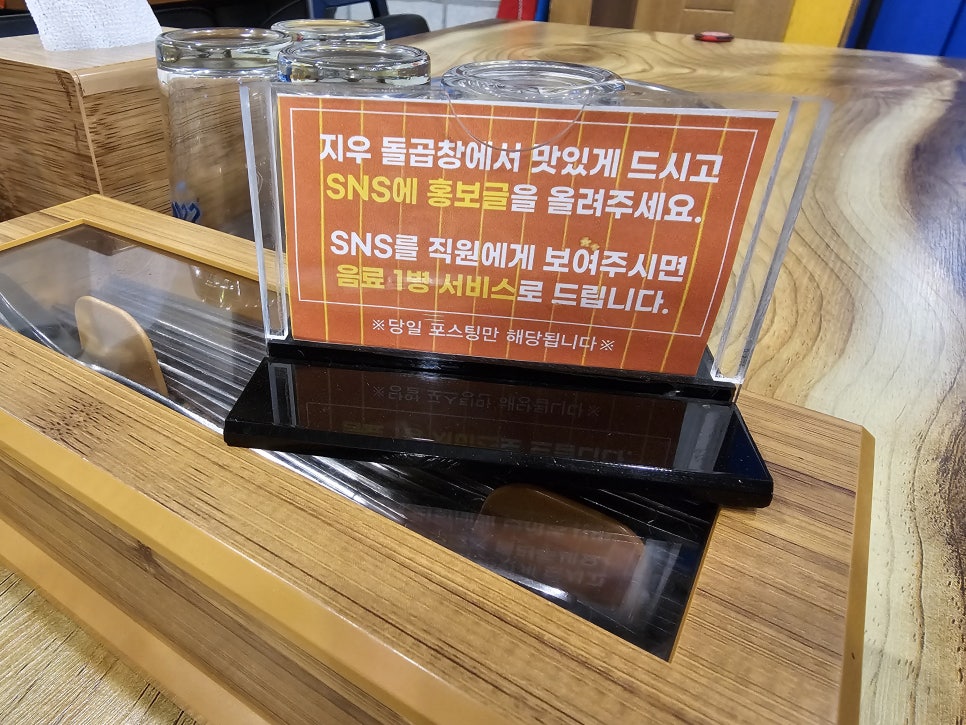 지우 돌곱창에서 맛있게 드시고
SNS에 홍보글을 올려주세요.
SNS를 직원에게 보여주시면
음료 1병 서비스로 드립니다.
※당일 포스팅만 해당됩니다※